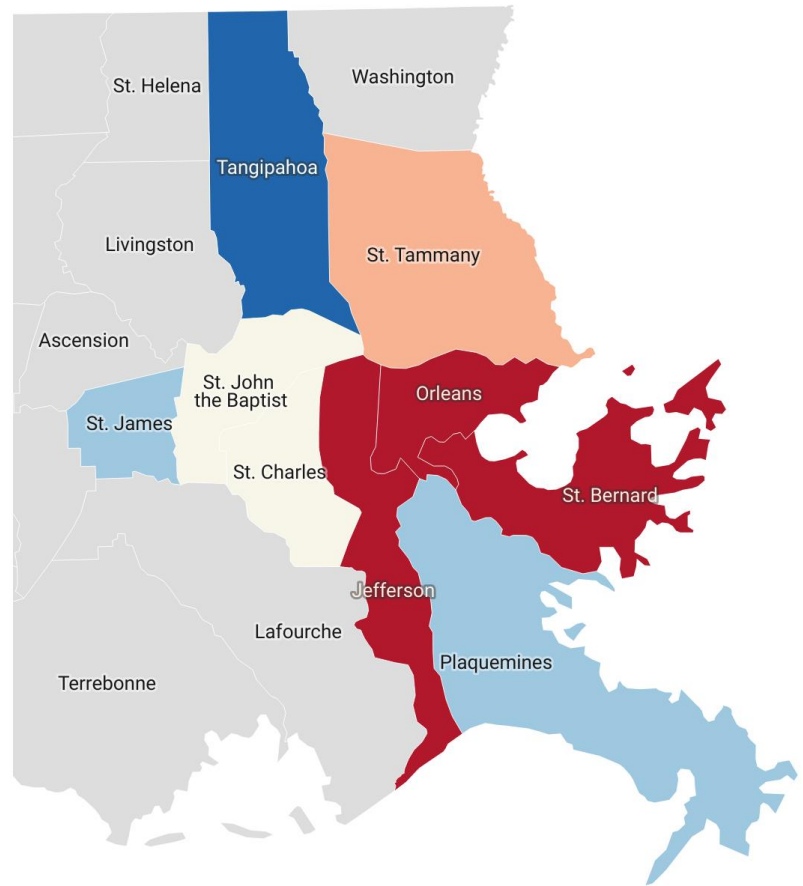 Washington
St. Helena
Tangipahoa
Livingston
St. Tammany
Ascension
St. John
the Baptist
Orleans
St. James
St. Charles
St. Bernard
Jefferson
Lafourche
Plaquemines
Terrebonne